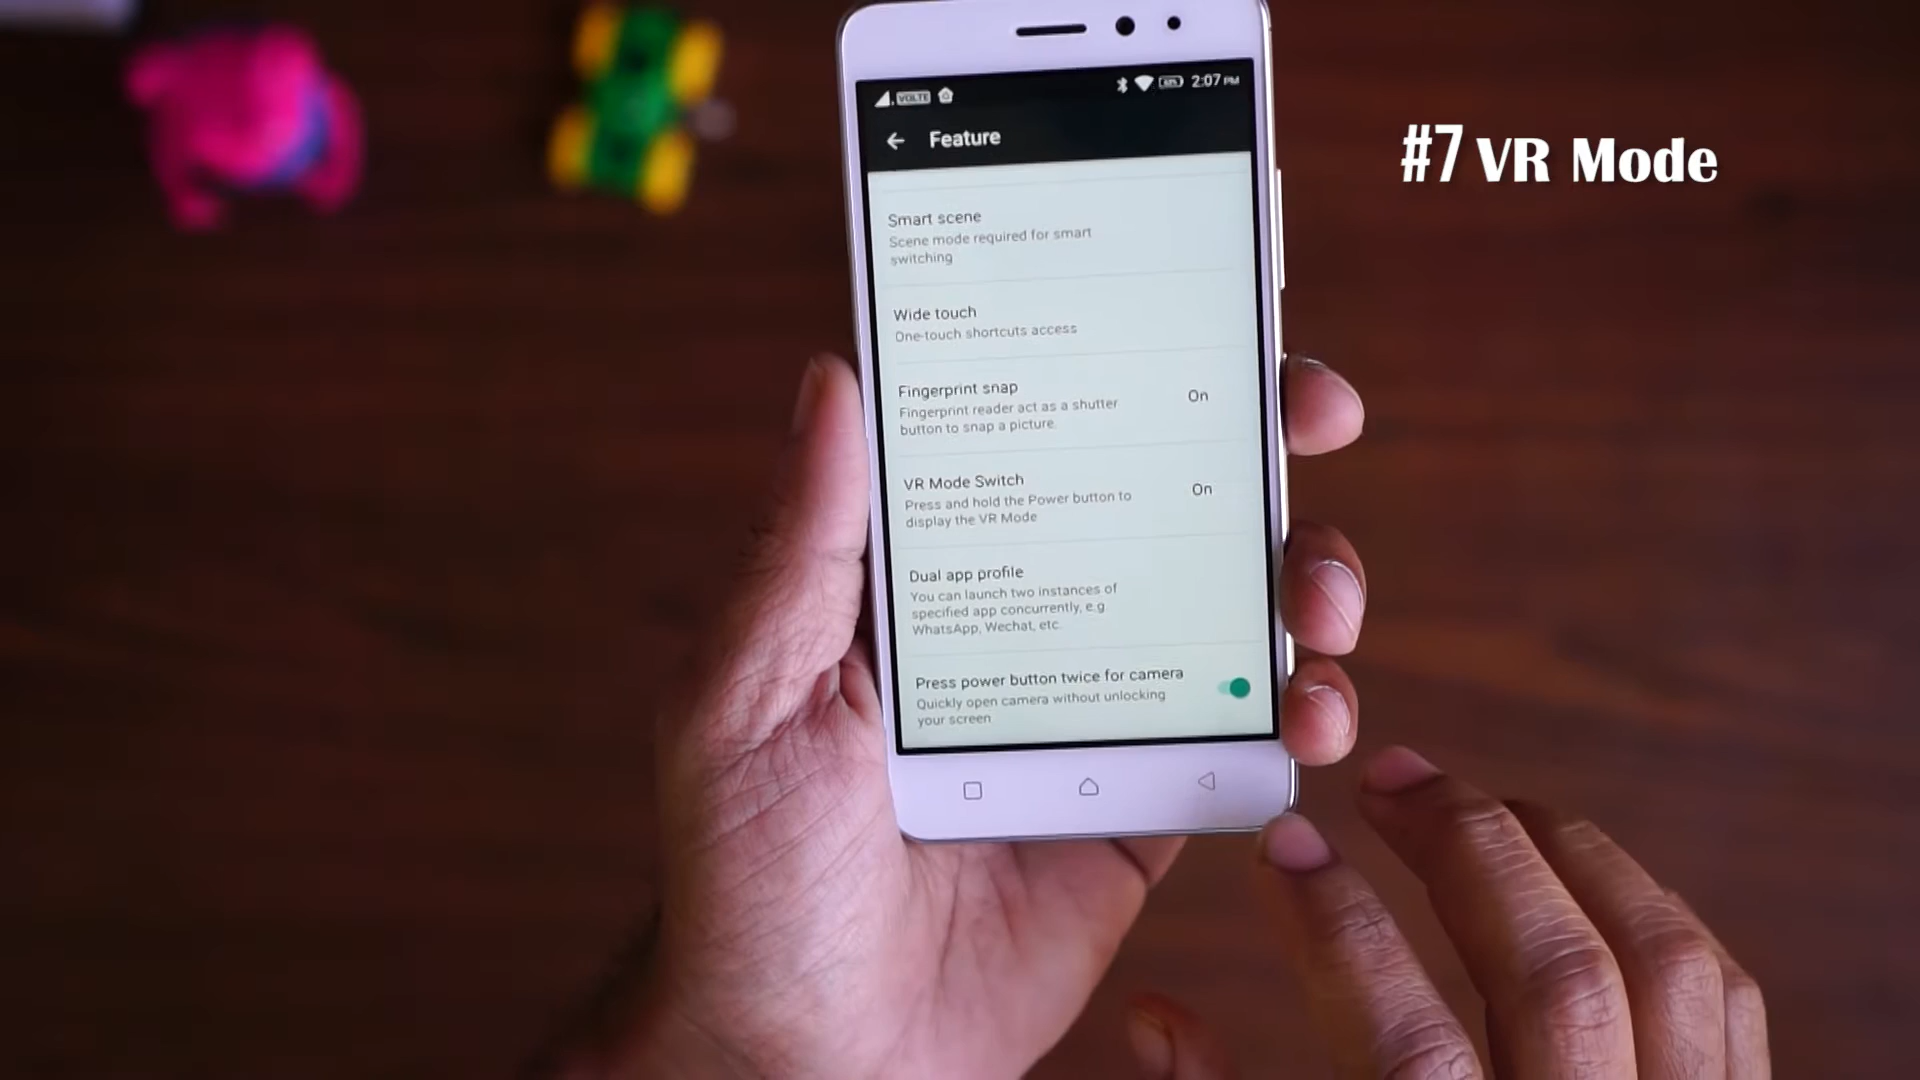 VOLTE 2:07 PM
Feature
#7 VR Mode
Smart scene
Scene mode required for smart
switching
Wide touch
One-touch shortcuts access
Fingerprint snap
Fingerprint reader act as a shutter
button to snap a picture.
On
VR Mode Switch
Press and hold the Power button to
display the VR Mode
On
Dual app profile
You can launch two instances of
specified app concurrently, e.g.
WhatsApp, Wechat, etc.
Press power button twice for camera
Quickly open camera without unlocking
your screen